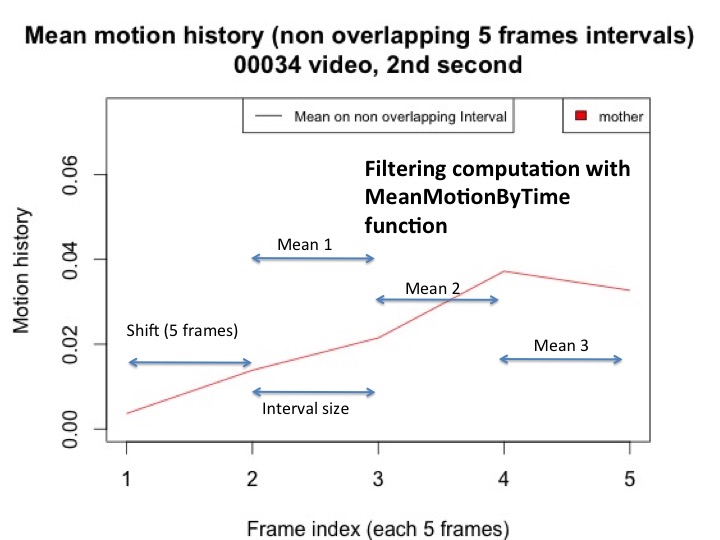 Mean motion history (non overlapping 5 frames intervals)
00034 video, 2nd second
Mean on non overlapping Interval
mother
Filtering computation with
MeanMotionByTime
function
Mean 1
Mean 2
Shift (5 frames)
Mean 3
Interval size
Motion history
0.06
0.04
0.02
0.00
1 2 3 4 5
Frame index (each 5 frames)